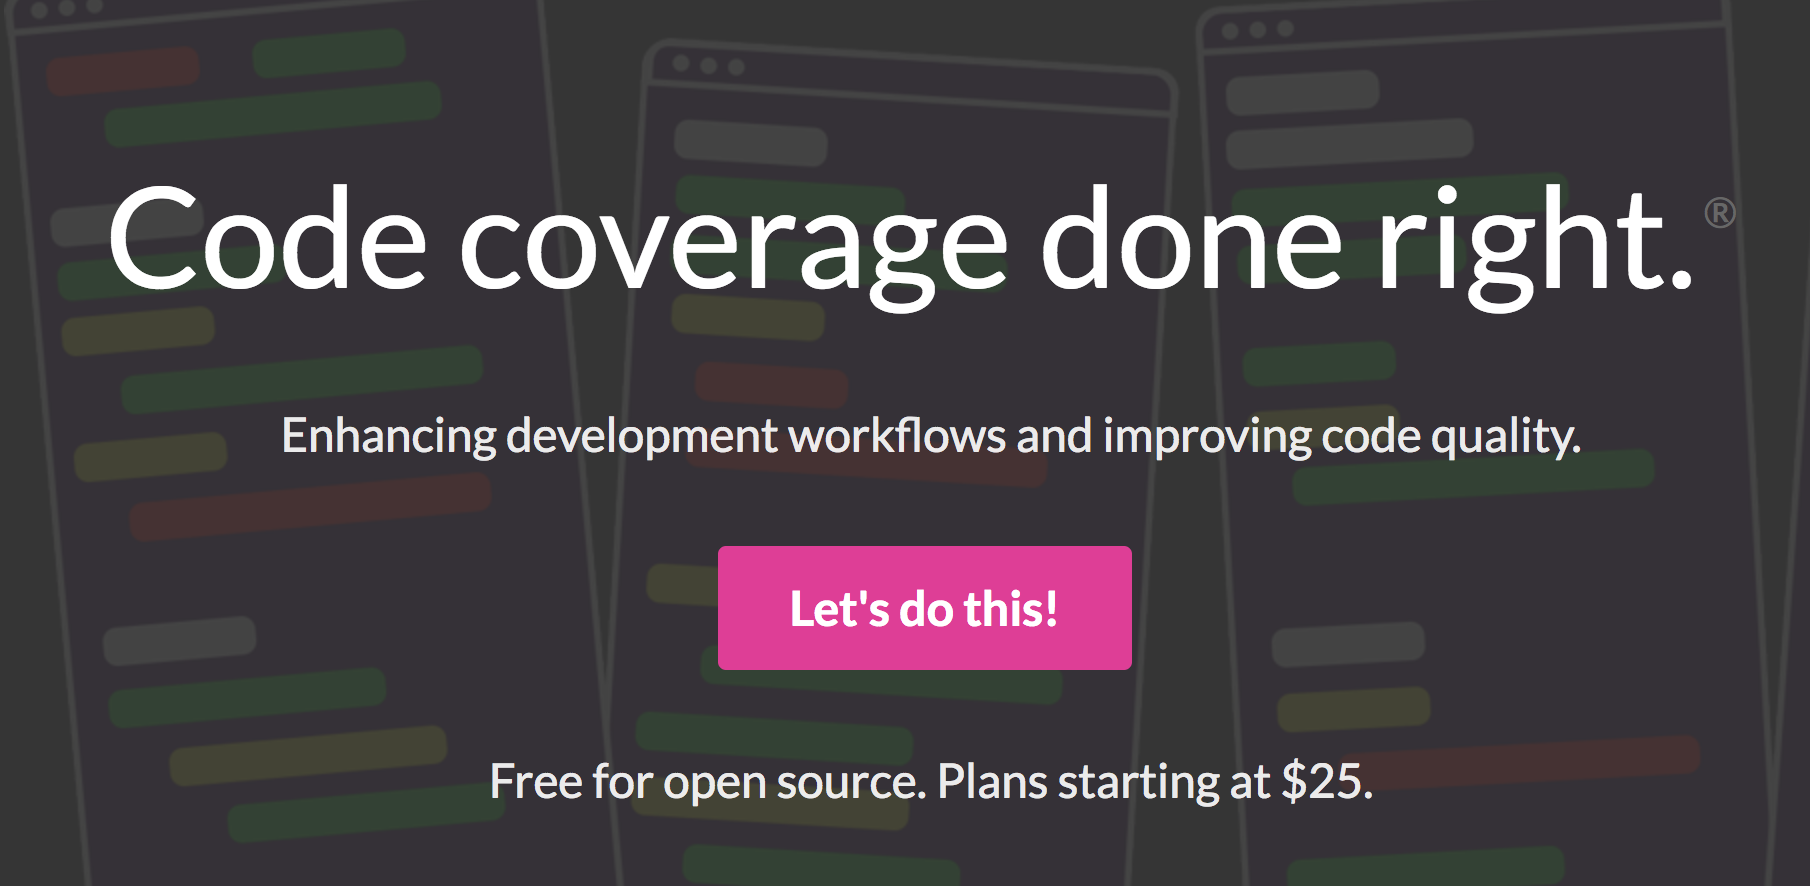 Code coverage done right.®
Enhancing development workflows and improving code quality.
Let's do this!
Free for open source. Plans starting at $25.